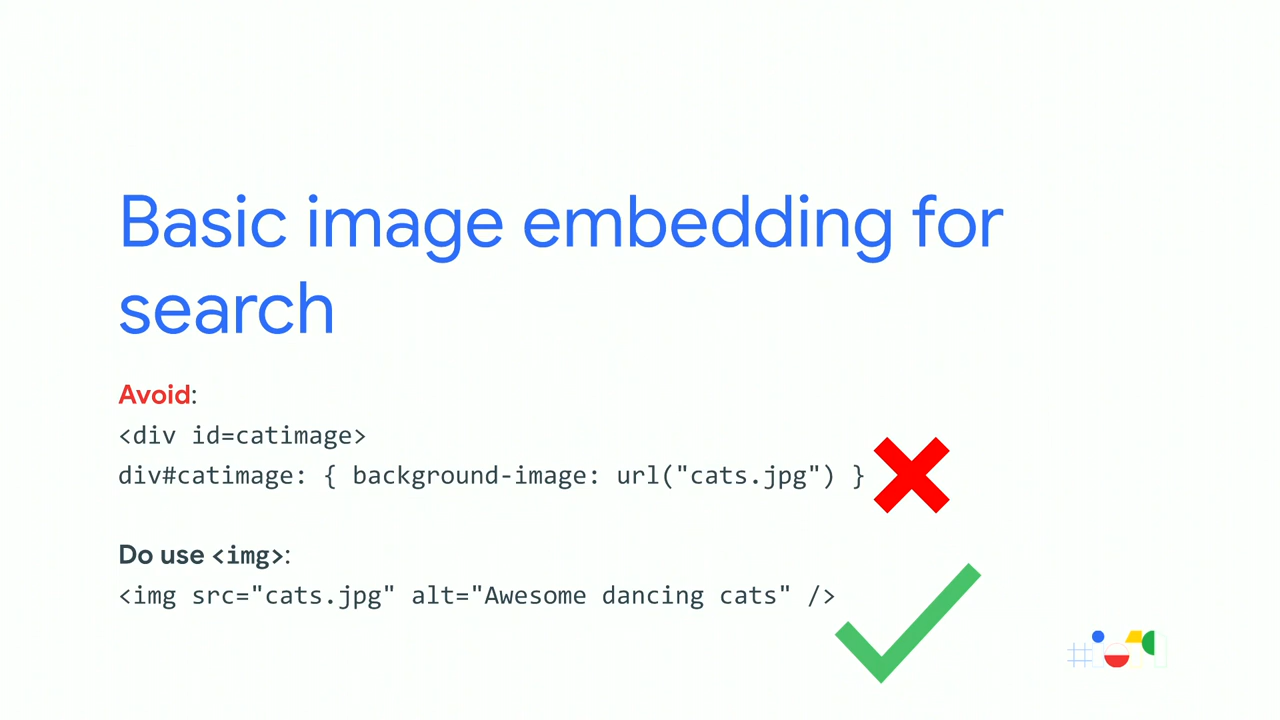 Basic image embedding for
search
Avoid:
<div id=catimage>
div#catimage: { background-image: url("cats.jpg") }
Do use <img>:
<img src="cats.jpg" alt="Awesome dancing cats" />
#io19